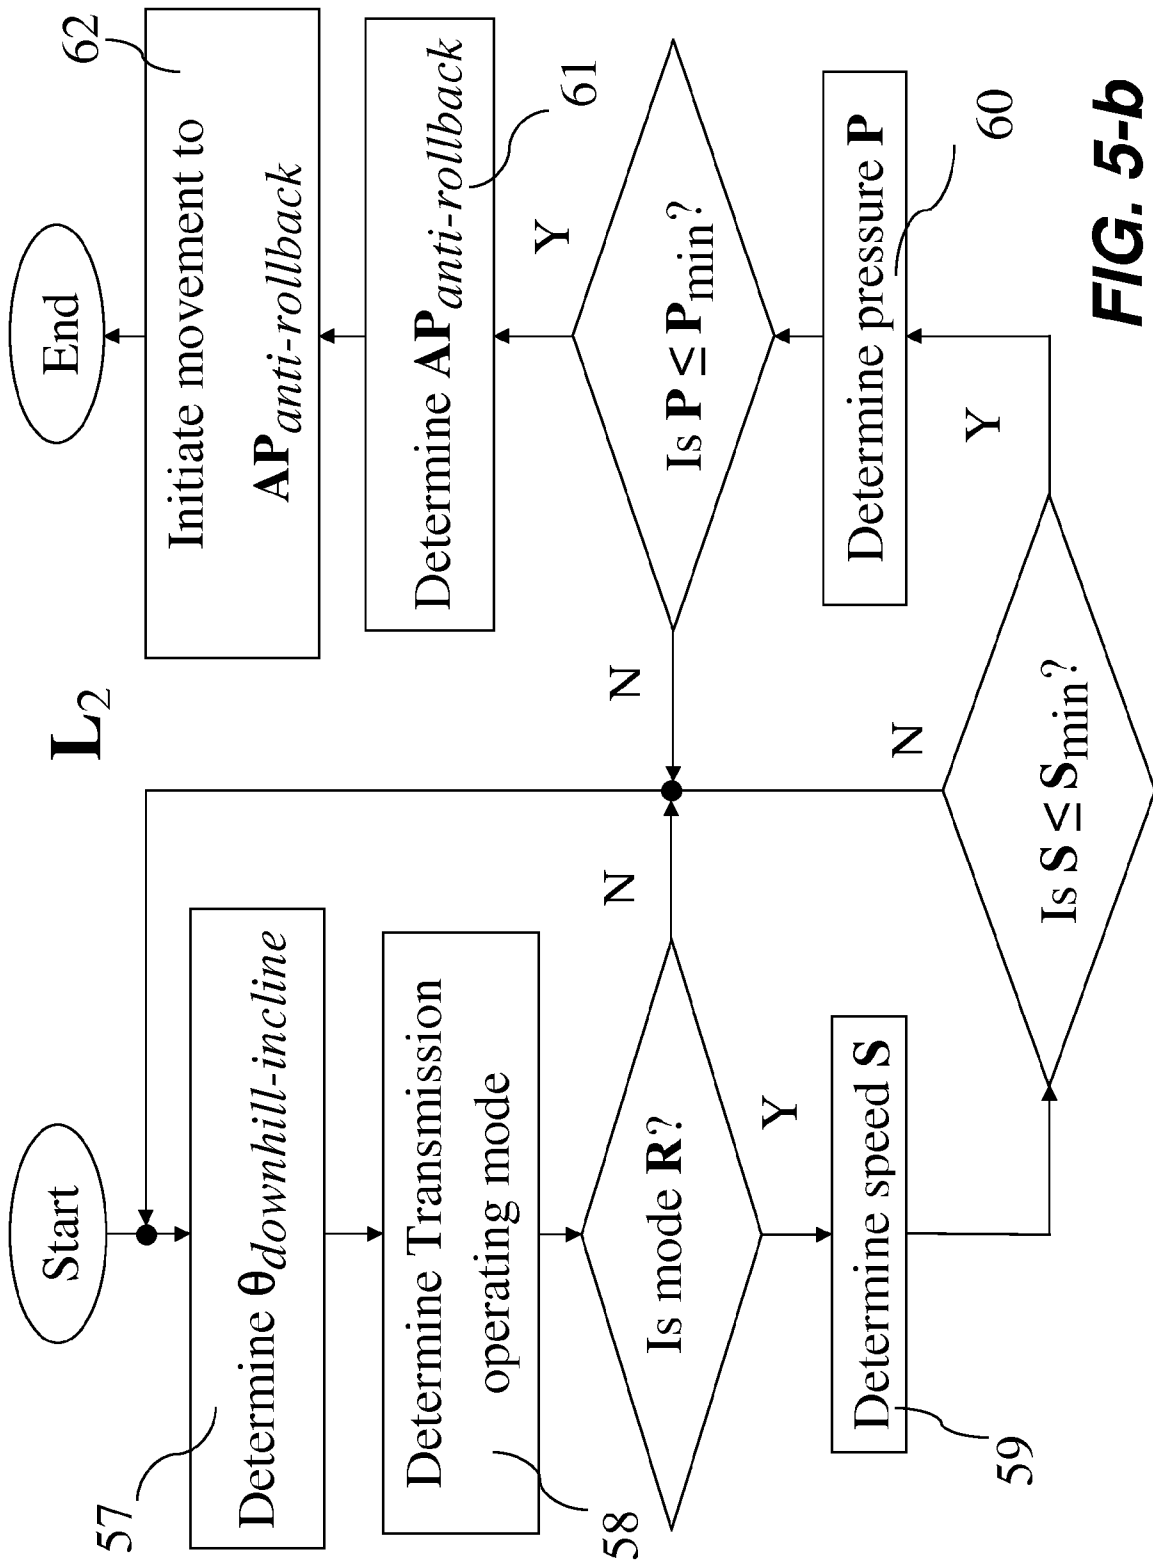 L2
Start
57
Determine θdownhill-incline
58
Determine Transmission
operating mode
Is mode R?
N
Y
Determine speed S
59
Is S ≤ Smin?
N
Y
Determine pressure P
60
Is P ≤ Pmin?
N
Y
Determine APanti-rollback
61
Initiate movement to
APanti-rollback
62
End
FIG. 5-b